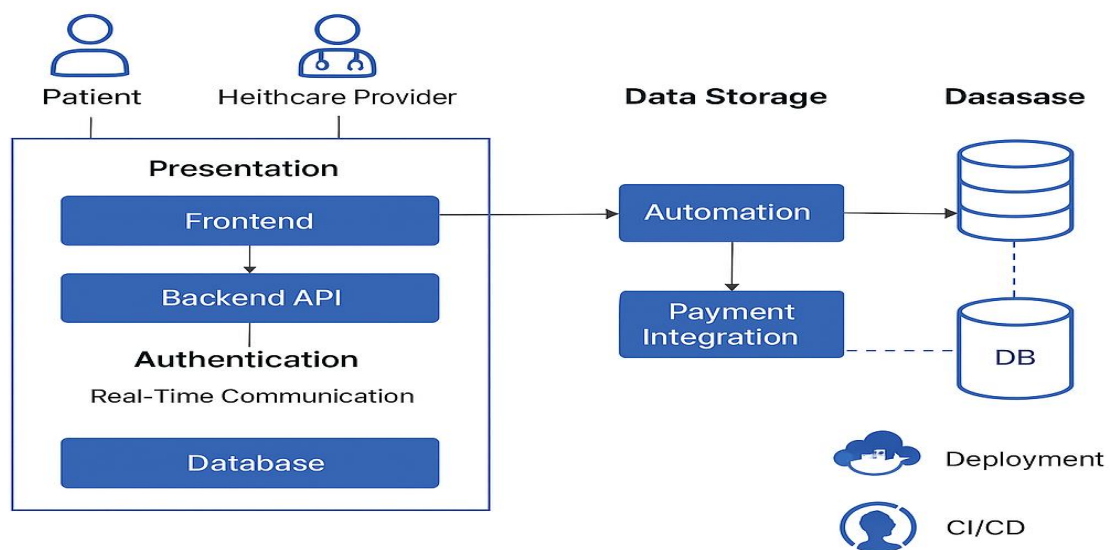 Patient
Heithcare Provider
Data Storage
Dasasase
Presentation
Frontend
Automation
Backend API
Payment
Integration
Authentication
DB
Real-Time Communication
Database
Deployment
CI/CD